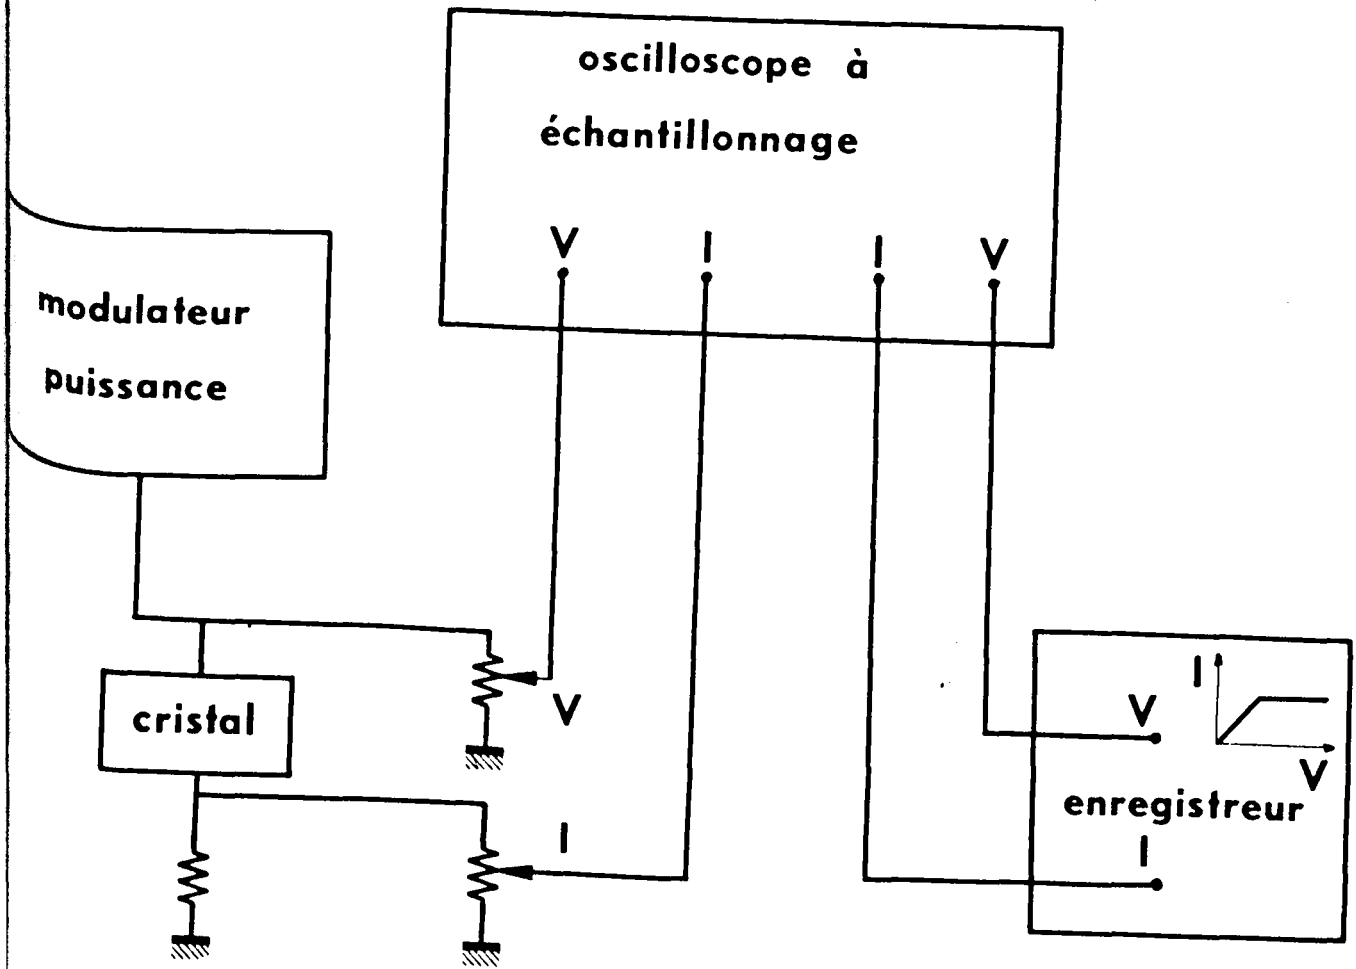 oscilloscope à
échantillonnage
V I I V
modulateur
puissance
cristal
V
I
I
V
V
enregistreur
I